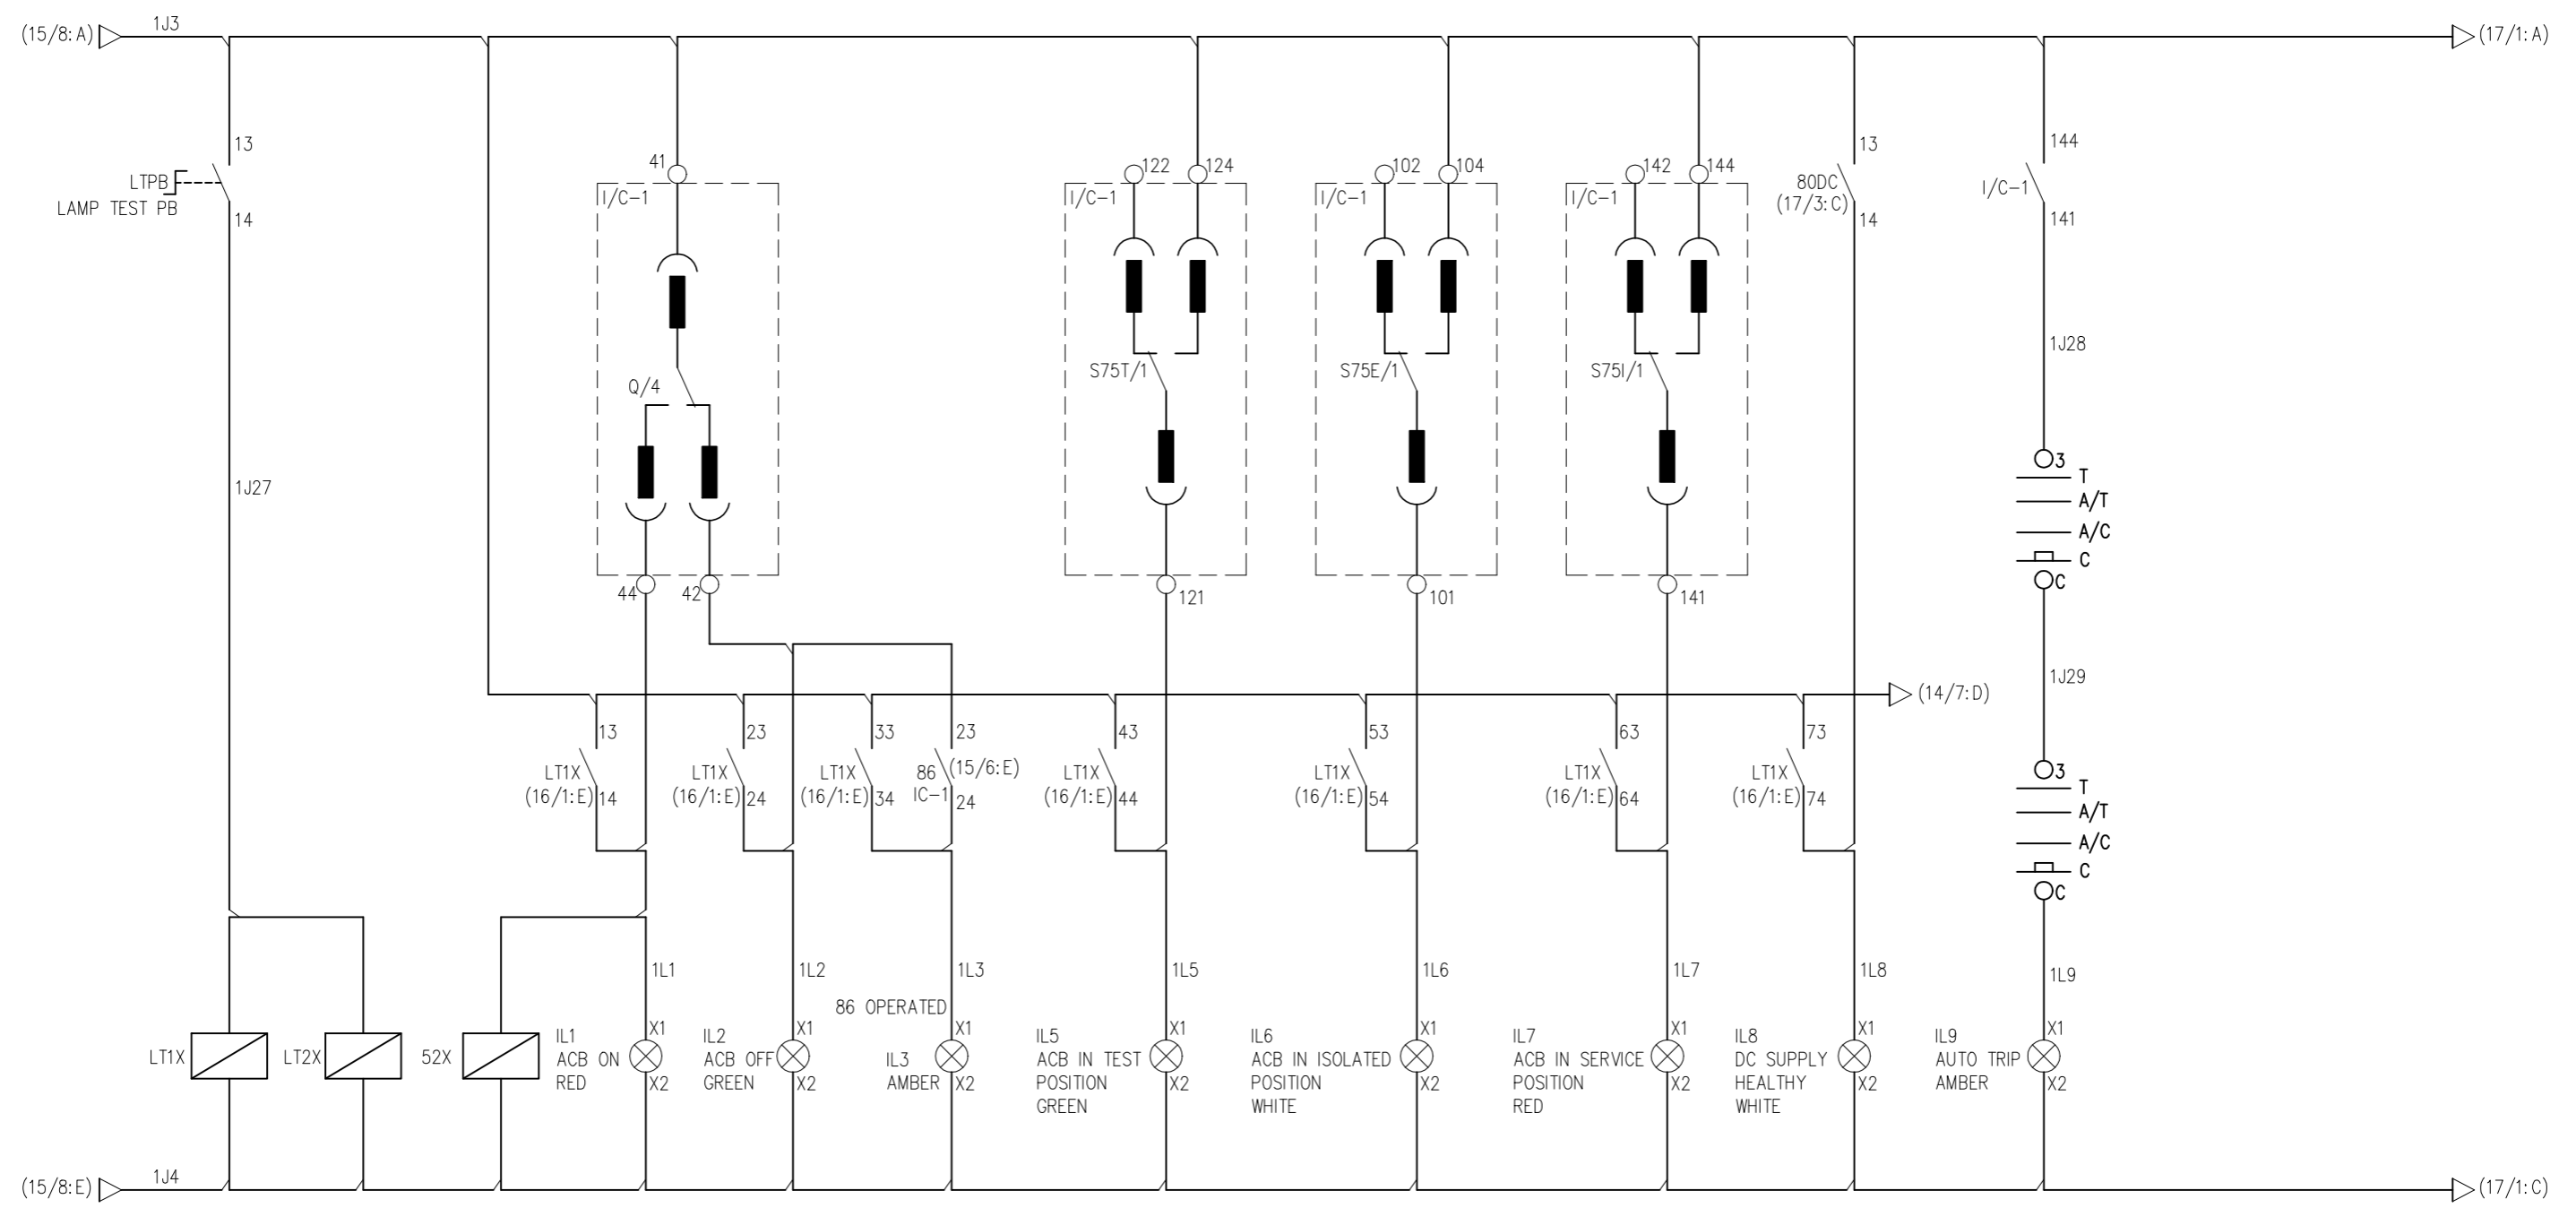 1J3
(15/8:A)
(17/1:A)
13
LTPB
LAMP TEST PB
14
1J27
41
I/C-1
Q/4
44
42
122
124
I/C-1
S75T/1
121
102
104
I/C-1
S75E/1
101
142
144
I/C-1
S75I/1
141
13
80DC
(17/3:C)
14
144
I/C-1
141
1J28
3
T
A/T
A/C
C
C
1J29
3
T
A/T
A/C
C
C
(14/7:D)
13
LT1X
(16/1:E)
14
23
LT1X
(16/1:E)
24
33
LT1X
(16/1:E)
34
23
86
(15/6:E)
IC-1
24
43
LT1X
(16/1:E)
44
53
LT1X
(16/1:E)
54
63
LT1X
(16/1:E)
64
73
LT1X
(16/1:E)
74
LT1X
LT2X
52X
1L1
IL1
ACB ON
RED
X1
X2
1L2
IL2
ACB OFF
GREEN
X1
X2
1L3
86 OPERATED
IL3
AMBER
X1
X2
1L5
IL5
ACB IN TEST
POSITION
GREEN
X1
X2
1L6
IL6
ACB IN ISOLATED
POSITION
WHITE
X1
X2
1L7
IL7
ACB IN SERVICE
POSITION
RED
X1
X2
1L8
IL8
DC SUPPLY
HEALTHY
WHITE
X1
X2
1L9
IL9
AUTO TRIP
AMBER
X1
X2
1J4
(15/8:E)
(17/1:C)